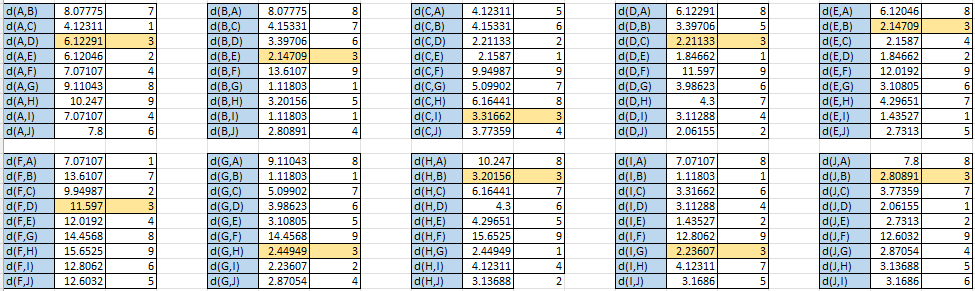 d(A,B) 8.07775 7 d(B,A) 8.07775 8 d(C,A) 4.12311 5 d(D,A) 6.12291 8 d(E,A) 6.12046 8
d(A,C) 4.12311 1 d(B,C) 4.15331 7 d(C,B) 4.15331 6 d(D,B) 3.39706 5 d(E,B) 2.14709 3
d(A,D) 6.12291 3 d(B,D) 3.39706 6 d(C,D) 2.21133 2 d(D,C) 2.21133 3 d(E,C) 2.1587 4
d(A,E) 6.12046 2 d(B,E) 2.14709 3 d(C,E) 2.1587 1 d(D,E) 1.84662 1 d(E,D) 1.84662 2
d(A,F) 7.07107 4 d(B,F) 13.6107 9 d(C,F) 9.94987 9 d(D,F) 11.597 9 d(E,F) 12.0192 9
d(A,G) 9.11043 8 d(B,G) 1.11803 1 d(C,G) 5.09902 7 d(D,G) 3.98623 6 d(E,G) 3.10805 6
d(A,H) 10.247 9 d(B,H) 3.20156 5 d(C,H) 6.16441 8 d(D,H) 4.3 7 d(E,H) 4.29651 7
d(A,I) 7.07107 4 d(B,I) 1.11803 1 d(C,I) 3.31662 3 d(D,I) 3.11288 4 d(E,I) 1.43527 1
d(A,J) 7.8 6 d(B,J) 2.80891 4 d(C,J) 3.77359 4 d(D,J) 2.06155 2 d(E,J) 2.7313 5
d(F,A) 7.07107 1 d(G,A) 9.11043 8 d(H,A) 10.247 8 d(I,A) 7.07107 8 d(J,A) 7.8 8
d(F,B) 13.6107 7 d(G,B) 1.11803 1 d(H,B) 3.20156 3 d(I,B) 1.11803 1 d(J,B) 2.80891 3
d(F,C) 9.94987 2 d(G,C) 5.09902 7 d(H,C) 6.16441 7 d(I,C) 3.31662 6 d(J,C) 3.77359 7
d(F,D) 11.597 3 d(G,D) 3.98623 6 d(H,D) 4.3 6 d(I,D) 3.11288 4 d(J,D) 2.06155 1
d(F,E) 12.0192 4 d(G,E) 3.10805 5 d(H,E) 4.29651 5 d(I,E) 1.43527 2 d(J,E) 2.7313 2
d(F,G) 14.4568 8 d(G,F) 14.4568 9 d(H,F) 15.6525 9 d(I,F) 12.8062 9 d(J,F) 12.6032 9
d(F,H) 15.6525 9 d(G,H) 2.44949 3 d(H,G) 2.44949 1 d(I,G) 2.23607 3 d(J,G) 2.87054 4
d(F,I) 12.8062 6 d(G,I) 2.23607 2 d(H,I) 4.12311 4 d(I,H) 4.12311 7 d(J,H) 3.13688 5
d(F,J) 12.6032 5 d(G,J) 2.87054 4 d(H,J) 3.13688 2 d(I,J) 3.1686 5 d(J,I) 3.1686 6